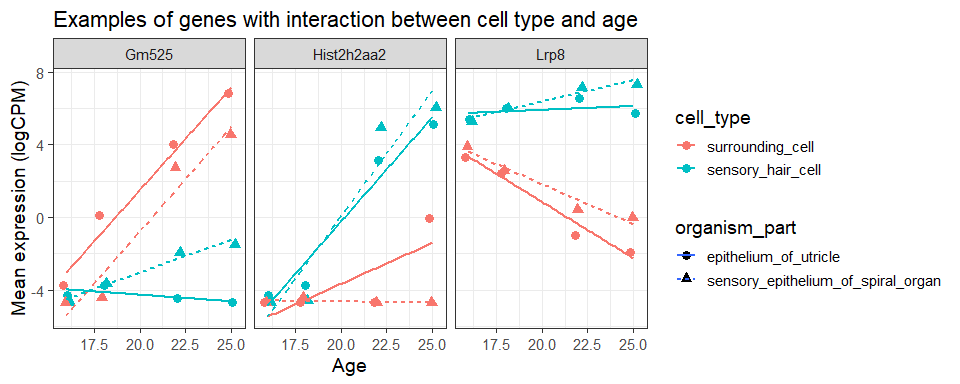 Examples of genes with interaction between cell type and age
Gm525
Hist2h2aa2
Lrp8
Mean expression (logCPM)
8
4
0
-4
17.5 20.0 22.5 25.0
17.5 20.0 22.5 25.0
17.5 20.0 22.5 25.0
Age
cell_type
surrounding_cell
sensory_hair_cell
organism_part
epithelium_of_utricle
sensory_epithelium_of_spiral_organ